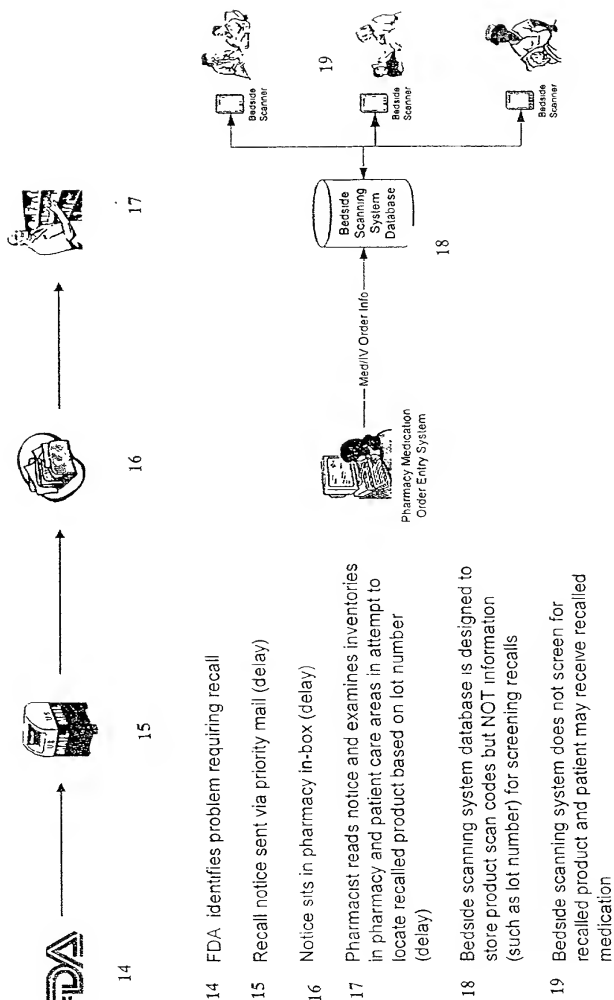 FDA
14
15
16
17
14 FDA identifies problem requiring recall
15 Recall notice sent via priority mail (delay)
16 Notice sits in pharmacy in-box (delay)
17 Pharmacist reads notice and examines inventories
in pharmacy and patient care areas in attempt to
locate recalled product based on lot number
(delay)
18 Bedside scanning system database is designed to
store product scan codes but NOT information
(such as lot number) for screening recalls
19 Bedside scanning system does not screen for
recalled product and patient may receive recalled
medication
Pharmacy Medication
Order Entry System
Med/IV Order Info
Bedside
Scanning
System
Database
18
Bedside
Scanner
19
Bedside
Scanner
Bedside
Scanner